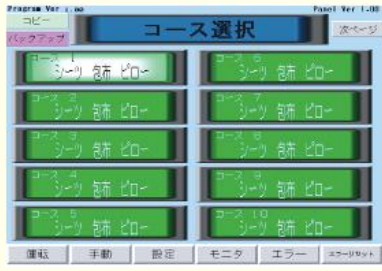 Program Ver 1.00
Panel Ver 1.00
コピー
バックアップ
コース選択
次ページ
コース 1
シーツ 包布 ピロー
コース 6
シーツ 包布 ピロー
コース 2
シーツ 包布 ピロー
コース 7
シーツ 包布 ピロー
コース 3
シーツ 包布 ピロー
コース 8
シーツ 包布 ピロー
コース 4
シーツ 包布 ピロー
コース 9
シーツ 包布 ピロー
コース 5
シーツ 包布 ピロー
コース 10
シーツ 包布 ピロー
運転
手動
設定
モニタ
エラー
エラーリセット